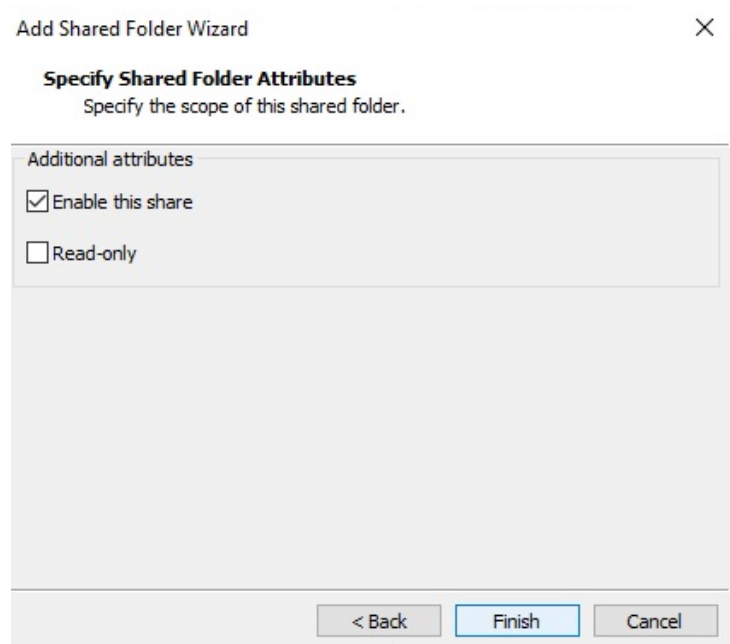 Add Shared Folder Wizard
Specify Shared Folder Attributes
Specify the scope of this shared folder.
Additional attributes
Enable this share
Read-only
< Back Finish Cancel